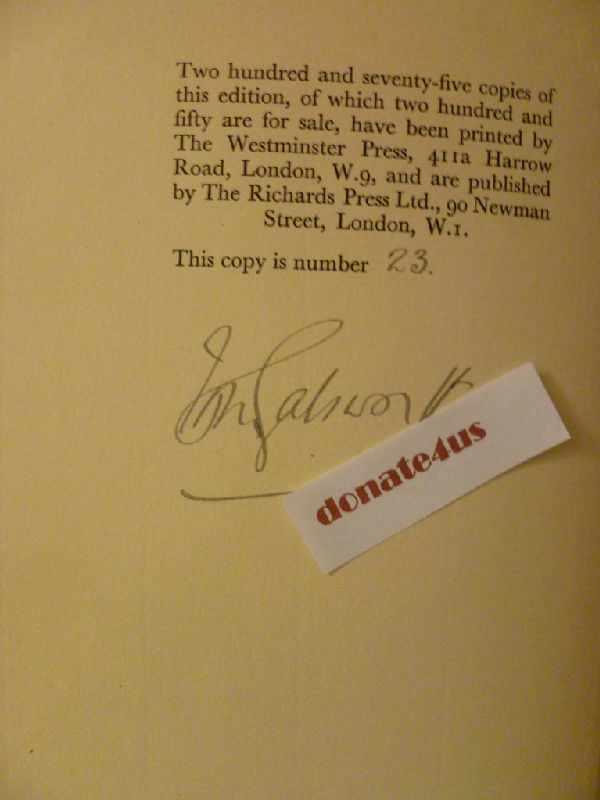 Two hundred and seventy-five copies of
this edition, of which two hundred and
fifty are for sale, have been printed by
The Westminster Press, 411a Harrow
Road, London, W.9, and are published
by The Richards Press Ltd., 90 Newman
Street, London, W.1.
This copy is number 23.
donate4us